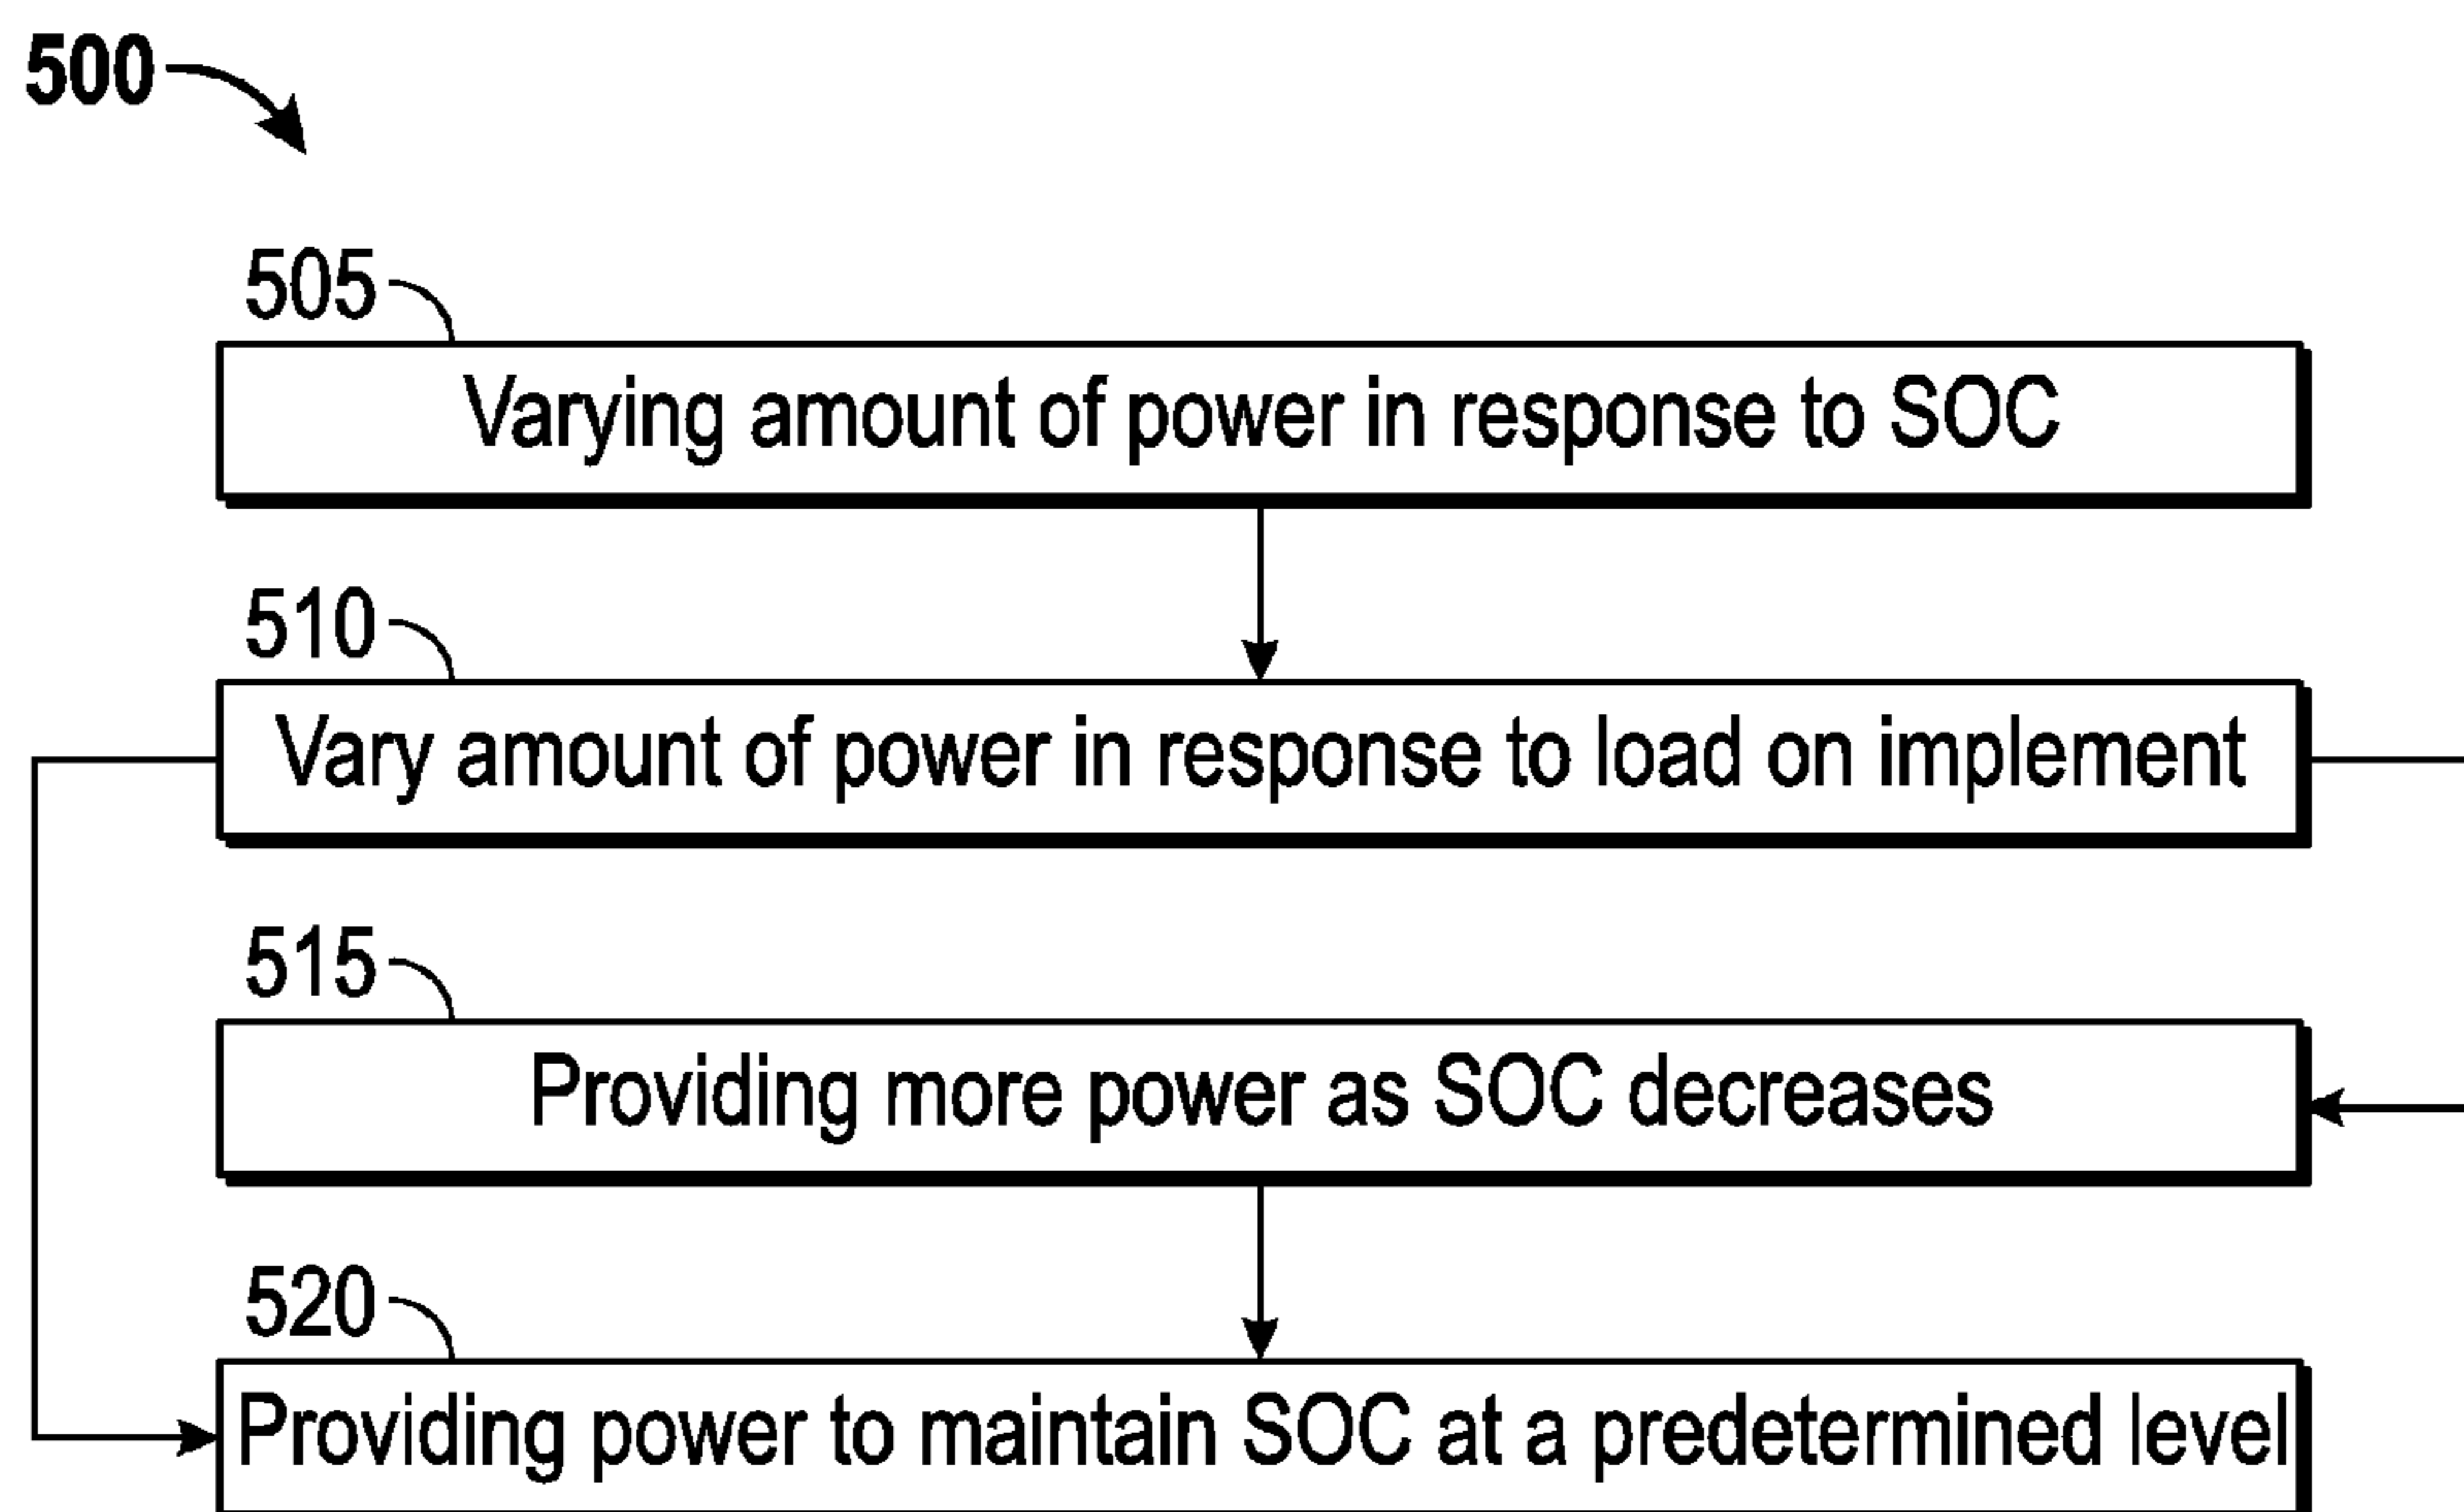 500
505
Varying amount of power in response to SOC
510
Vary amount of power in response to load on implement
515
Providing more power as SOC decreases
520
Providing power to maintain SOC at a predetermined level